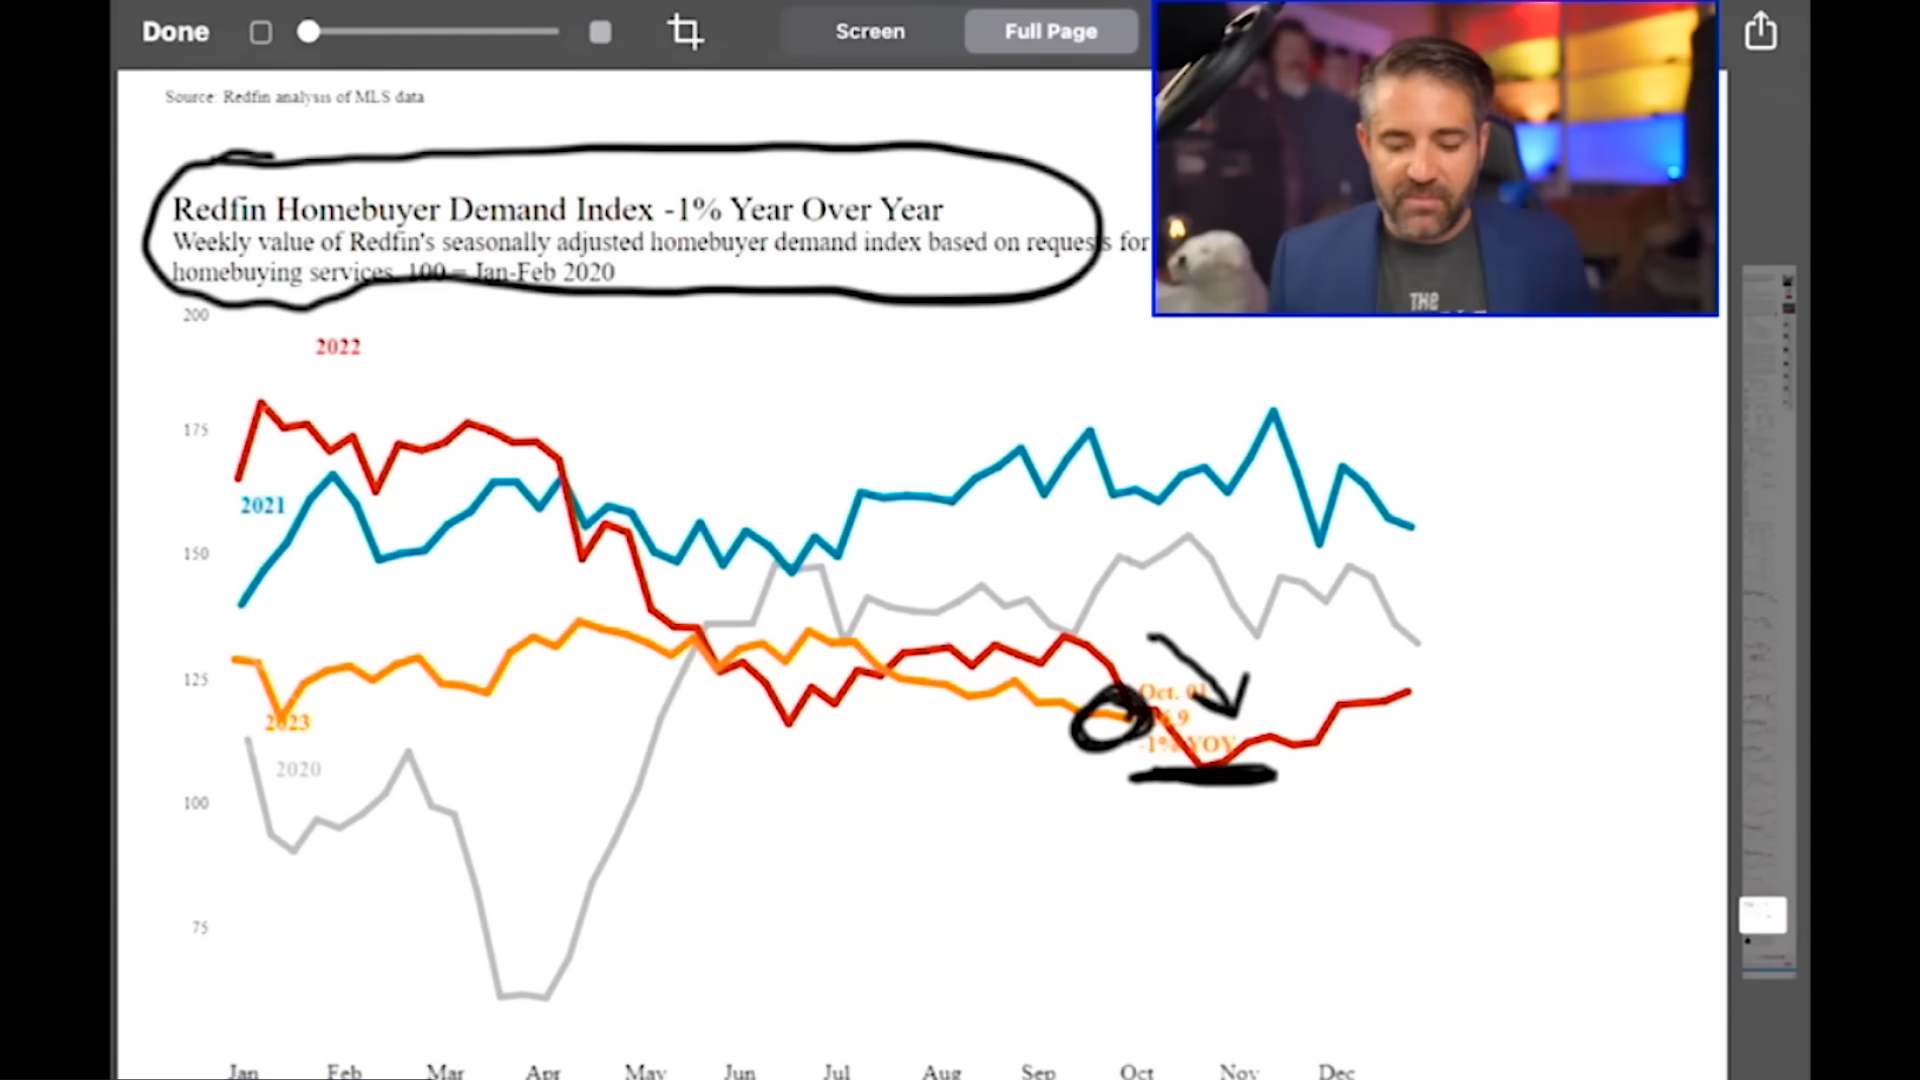 Done
Screen
Full Page
Source: Redfin analysis of MLS data
Redfin Homebuyer Demand Index -1% Year Over Year
Weekly value of Redfin's seasonally adjusted homebuyer demand index based on requests for
homebuying services. 100 = Jan-Feb 2020
THE
200
2022
175
2021
150
125
Oct. 01
6.9
-1% YOY
2023
2020
100
75
Jan Feb Mar Apr May Jun Jul Aug Sep Oct Nov Dec